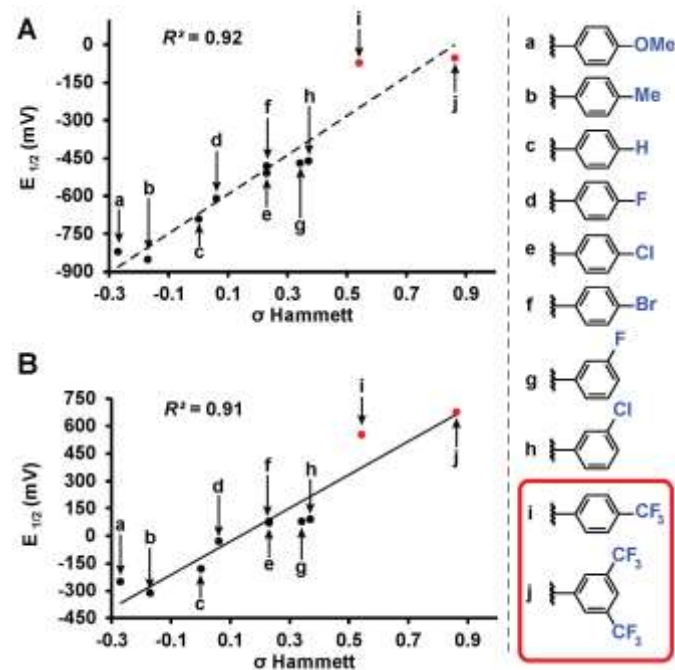 A
R² = 0.92
E 1/2 (mV)
0
-150
-300
-450
-600
-750
-900
-0.3 -0.1 0.1 0.3 0.5 0.7 0.9
σ Hammett
a
b
c
d
e
f
g
h
i
j
B
R² = 0.91
E 1/2 (mV)
750
600
450
300
150
0
-150
-300
-450
-0.3 -0.1 0.1 0.3 0.5 0.7 0.9
σ Hammett
a
b
c
d
e
f
g
h
i
j
a OMe
b Me
c H
d F
e Cl
f Br
F
g
Cl
h
i CF3
CF3
j
CF3